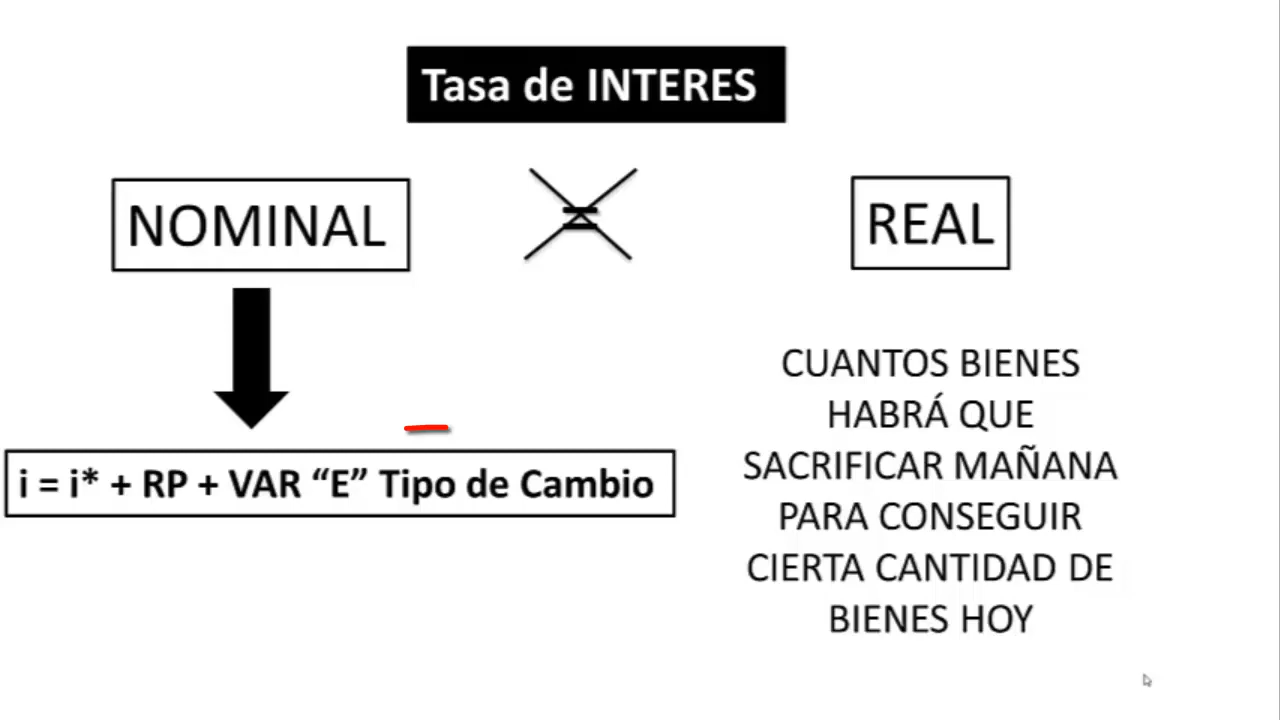 Tasa de INTERES
NOMINAL
=
REAL
i = i* + RP + VAR “E” Tipo de Cambio
CUANTOS BIENES
HABRÁ QUE
SACRIFICAR MAÑANA
PARA CONSEGUIR
CIERTA CANTIDAD DE
BIENES HOY